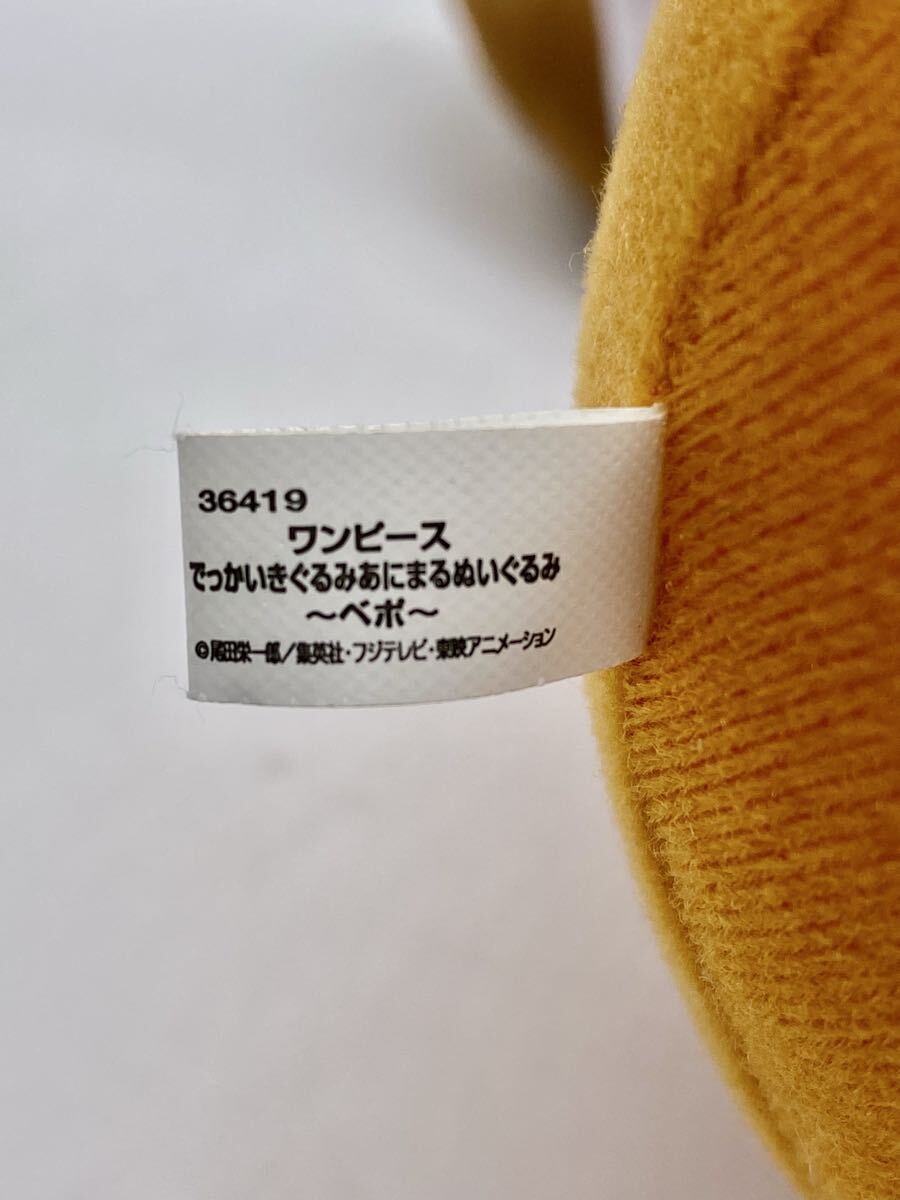 36419
ワンピース
でっかいきぐるみあにまるぬいぐるみ
～ベポ～
©尾田栄一郎／集英社・フジテレビ・東映アニメーション